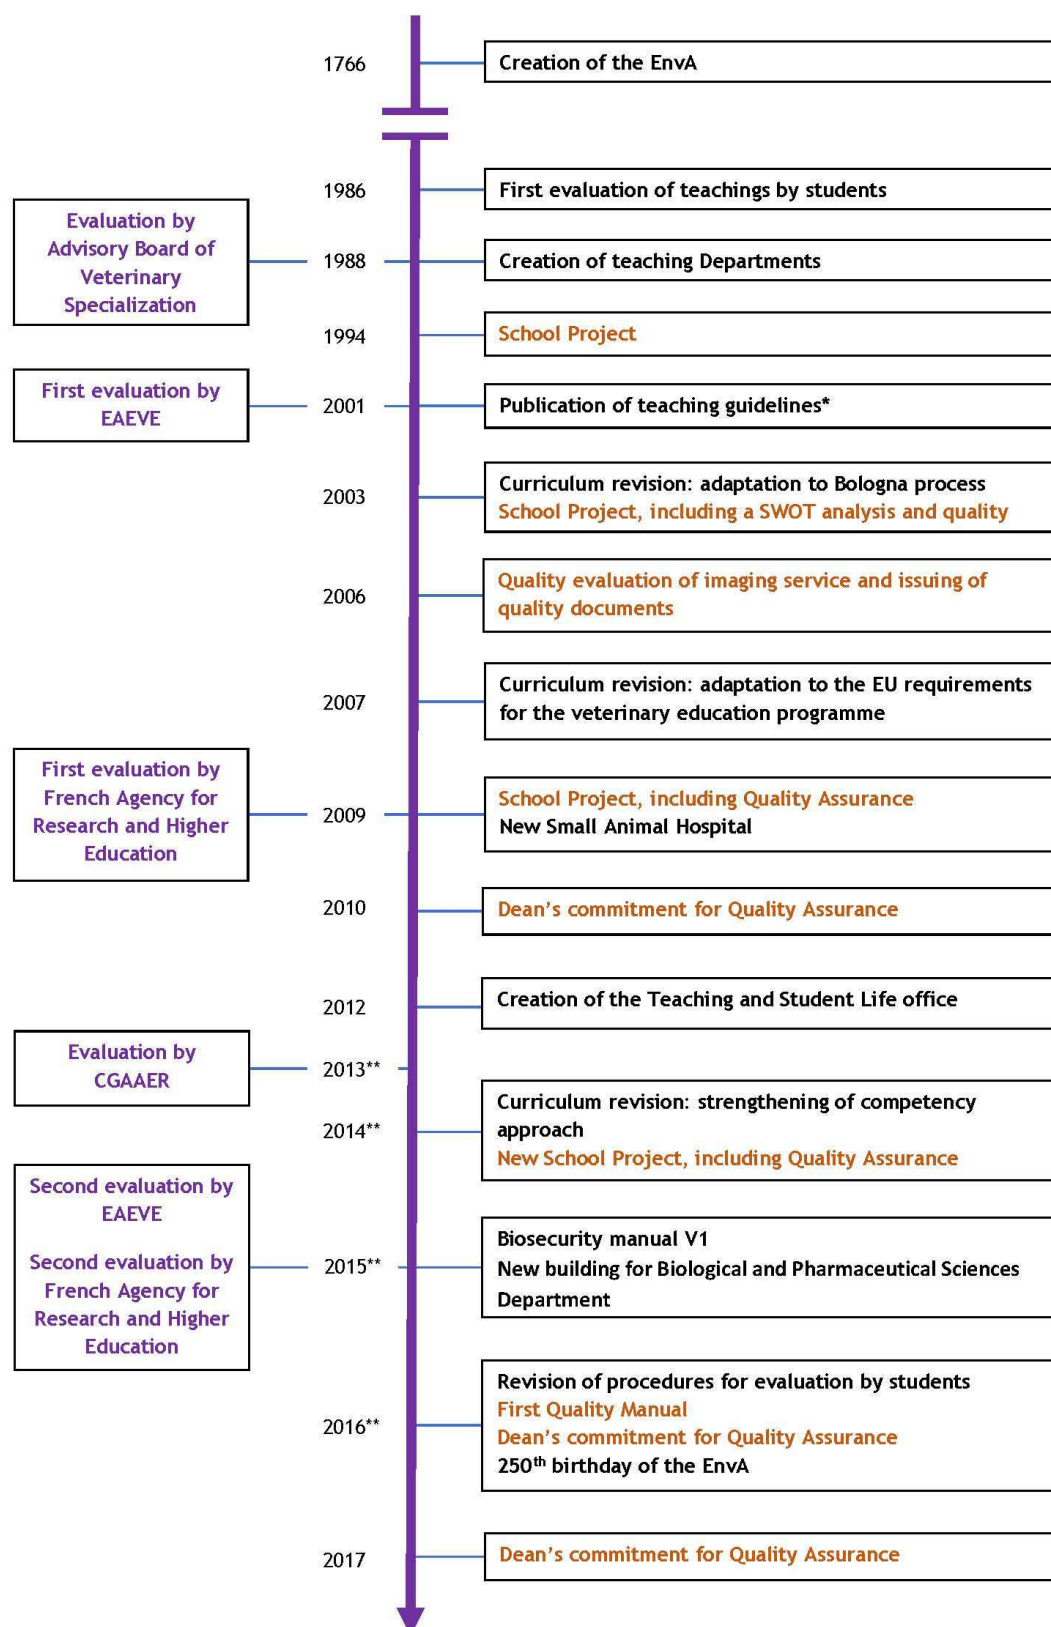 1766
Creation of the EnvA
1986
First evaluation of teachings by students
Evaluation by
Advisory Board of
Veterinary
Specialization
1988
Creation of teaching Departments
1994
School Project
First evaluation by
EAEVE
2001
Publication of teaching guidelines*
2003
Curriculum revision: adaptation to Bologna process
School Project, including a SWOT analysis and quality
2006
Quality evaluation of imaging service and issuing of
quality documents
2007
Curriculum revision: adaptation to the EU requirements
for the veterinary education programme
First evaluation by
French Agency for
Research and Higher
Education
2009
School Project, including Quality Assurance
New Small Animal Hospital
2010
Dean’s commitment for Quality Assurance
2012
Creation of the Teaching and Student Life office
Evaluation by
CGAAER
2013**
2014**
Curriculum revision: strengthening of competency
approach
New School Project, including Quality Assurance
Second evaluation by
EAEVE
Second evaluation by
French Agency for
Research and Higher
Education
2015**
Biosecurity manual V1
New building for Biological and Pharmaceutical Sciences
Department
2016**
Revision of procedures for evaluation by students
First Quality Manual
Dean’s commitment for Quality Assurance
250th birthday of the EnvA
2017
Dean’s commitment for Quality Assurance